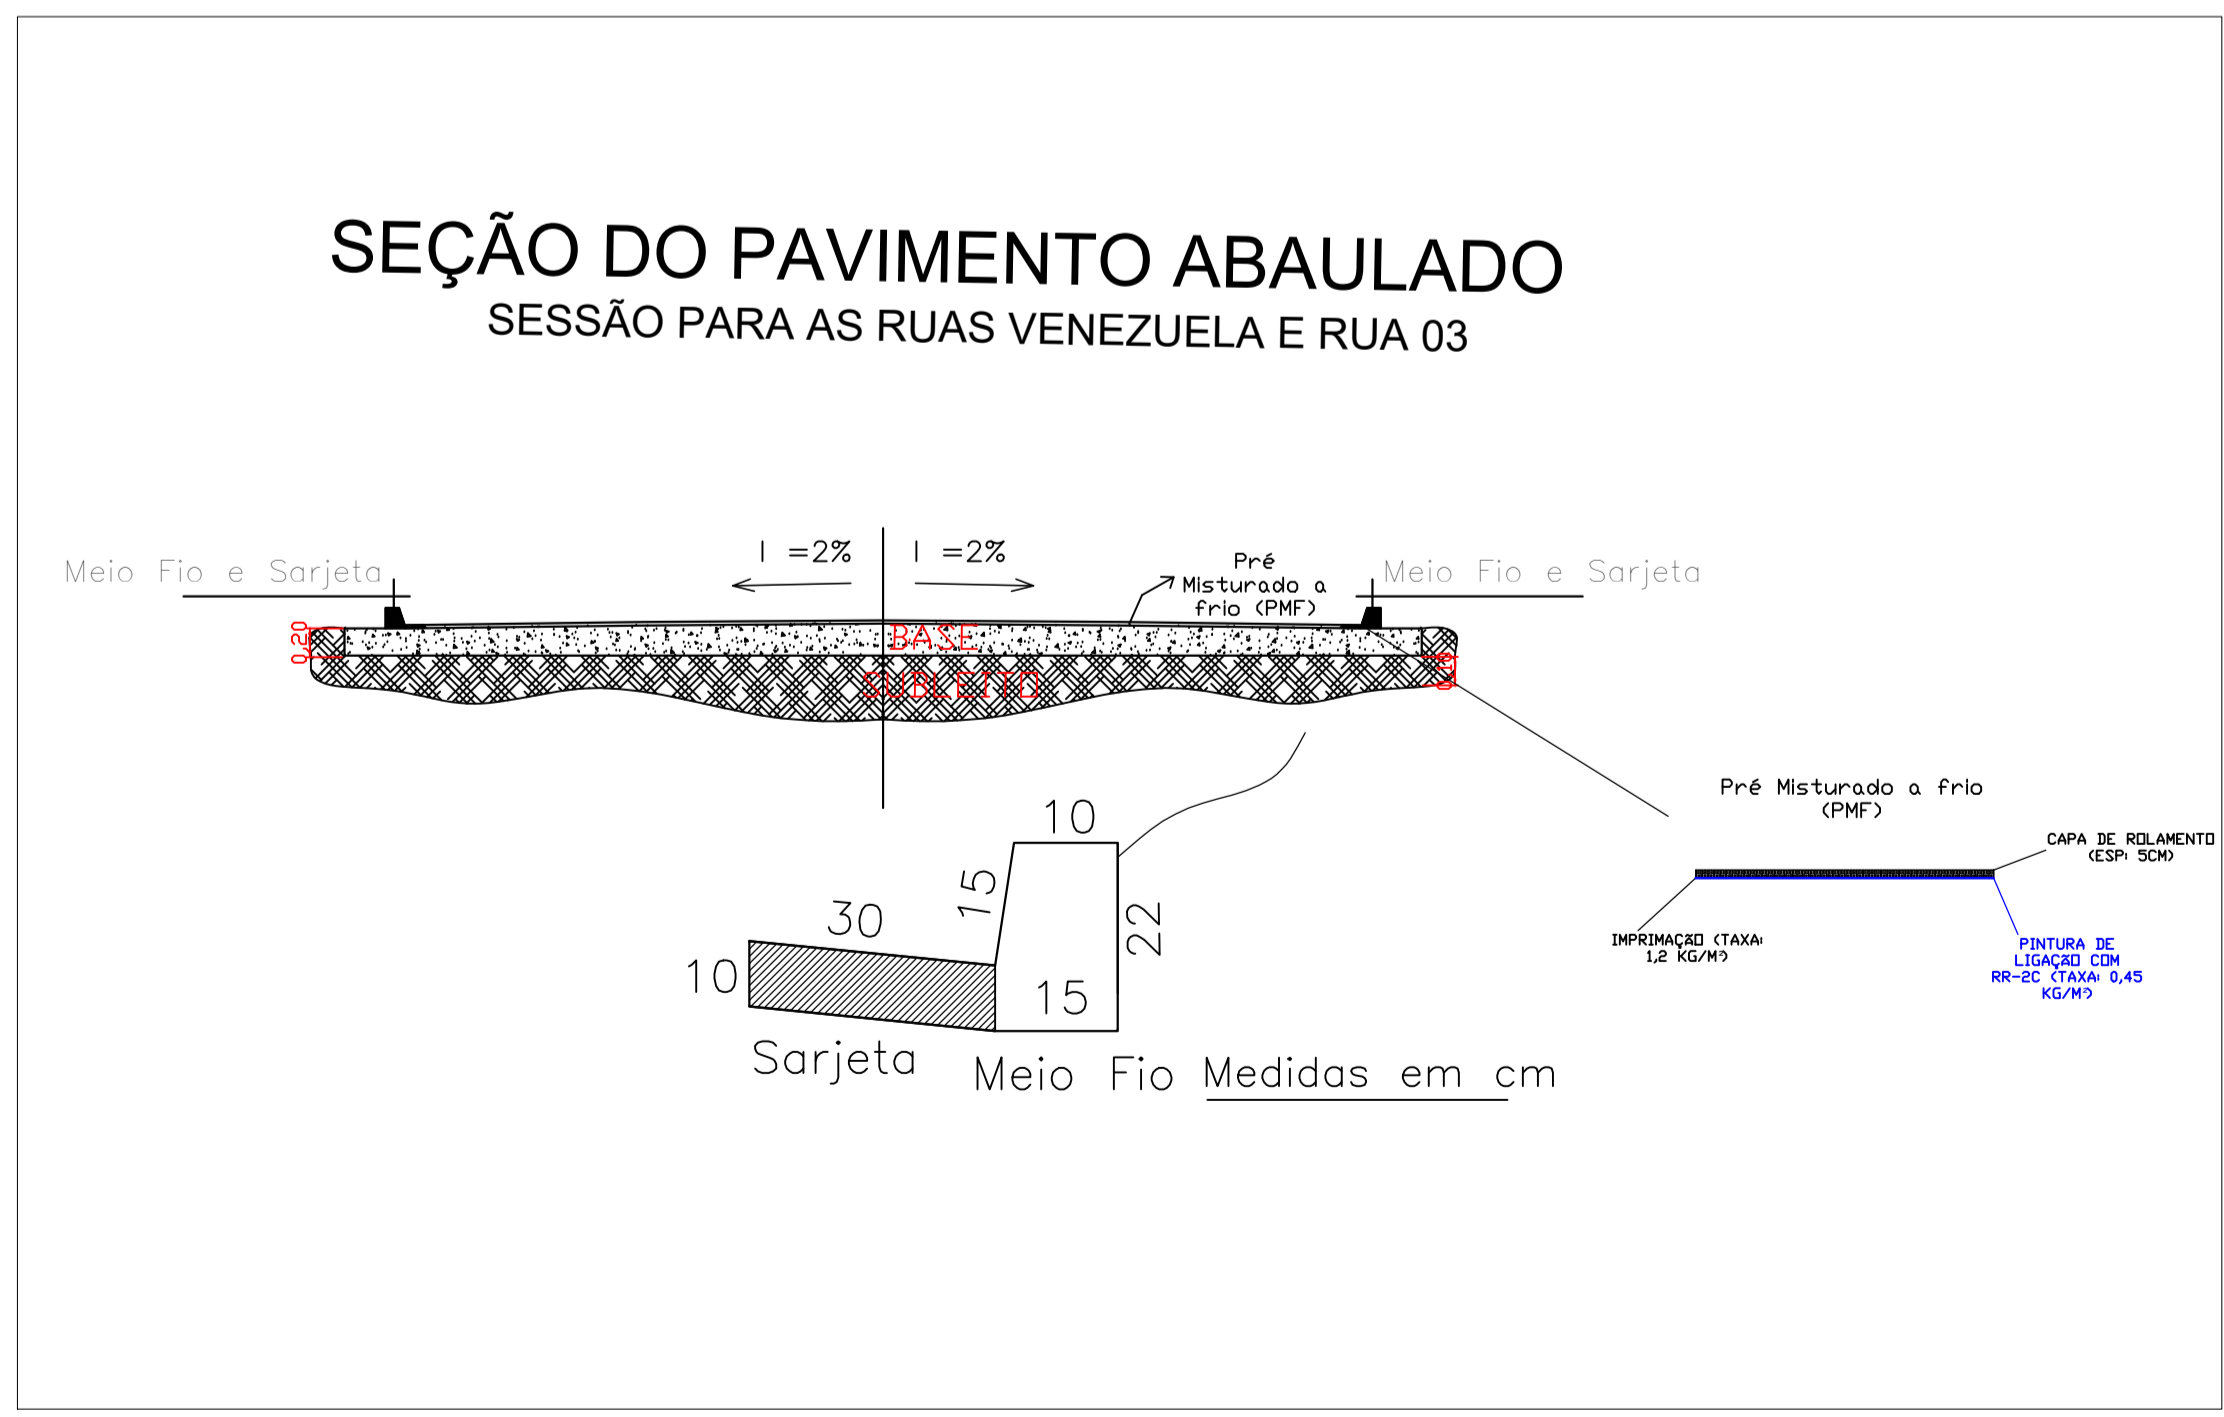 SEÇÃO DO PAVIMENTO ABAULADO
SESSÃO PARA AS RUAS VENEZUELA E RUA 03
I =2%
I =2%
Meio Fio e Sarjeta
Pré
Misturado a
frio (PMF)
Meio Fio e Sarjeta
0,20
BASE
SUBLEITO
0,10
10
15
30
22
10
15
Sarjeta
Meio Fio
Medidas em cm
Pré Misturado a frio
(PMF)
CAPA DE ROLAMENTO
(ESP: 5CM)
IMPRIMAÇÃO (TAXA:
1,2 KG/M²)
PINTURA DE
LIGAÇÃO COM
RR-2C (TAXA: 0,45
KG/M²)